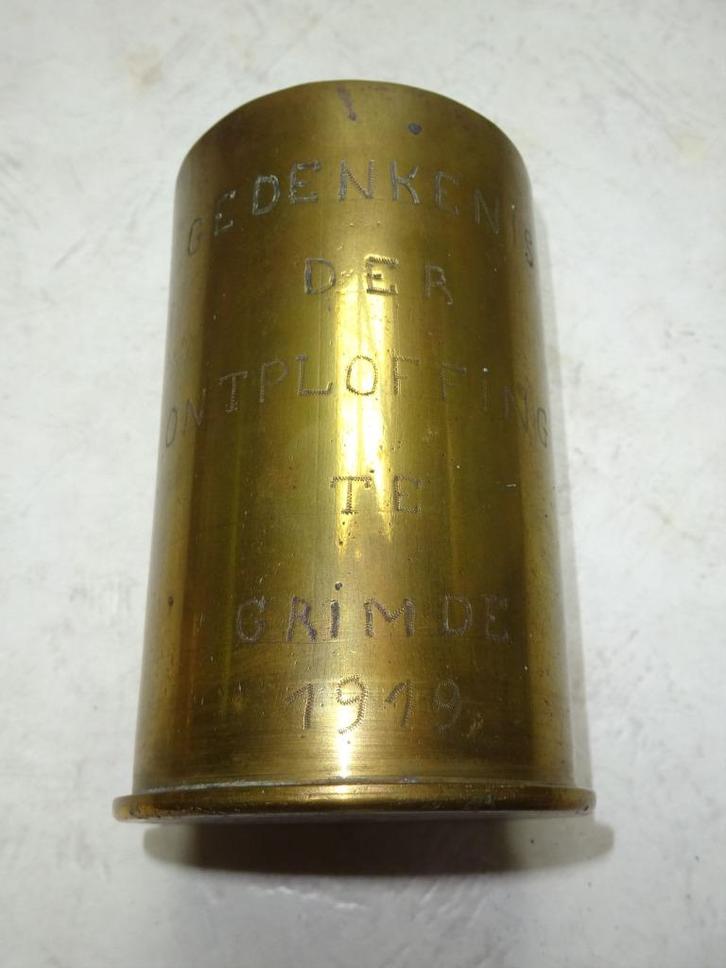 GEDENKENIS
DER
ONTPLOFFING
TE
GRiMDE
1919